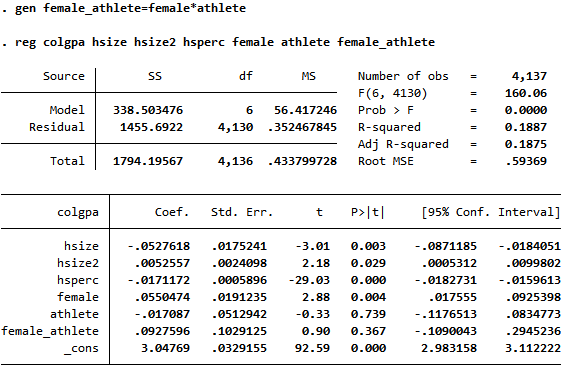 . gen female_athlete=female*athlete
. reg colgpa hsize hsize2 hsperc female athlete female_athlete
Source SS df MS Number of obs = 4,137
F(6, 4130) = 160.06
Model 338.503476 6 56.417246 Prob > F = 0.0000
Residual 1455.6922 4,130 .352467845 R-squared = 0.1887
Adj R-squared = 0.1875
Total 1794.19567 4,136 .433799728 Root MSE = .59369
colgpa Coef. Std. Err. t P>|t| [95% Conf. Interval]
hsize -.0527618 .0175241 -3.01 0.003 -.0871185 -.0184051
hsize2 .0052557 .0024098 2.18 0.029 .0005312 .0099802
hsperc -.0171172 .0005896 -29.03 0.000 -.0182731 -.0159613
female .0550474 .0191235 2.88 0.004 .017555 .0925398
athlete -.017087 .0512942 -0.33 0.739 -.1176513 .0834773
female_athlete .0927596 .1029125 0.90 0.367 -.1090043 .2945236
_cons 3.04769 .0329155 92.59 0.000 2.983158 3.112222